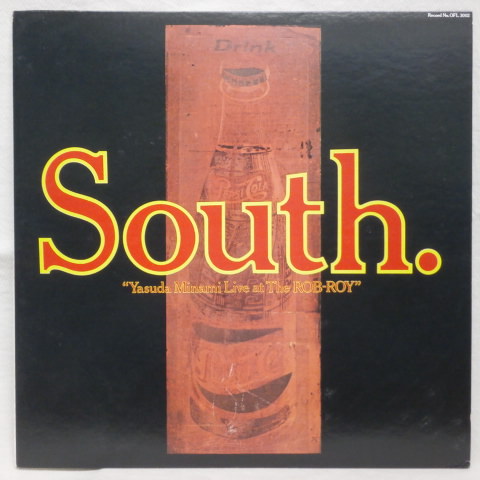 Record No. OFL 3002
Drink
South.
"Yasuda Minami Live at The ROB-ROY"